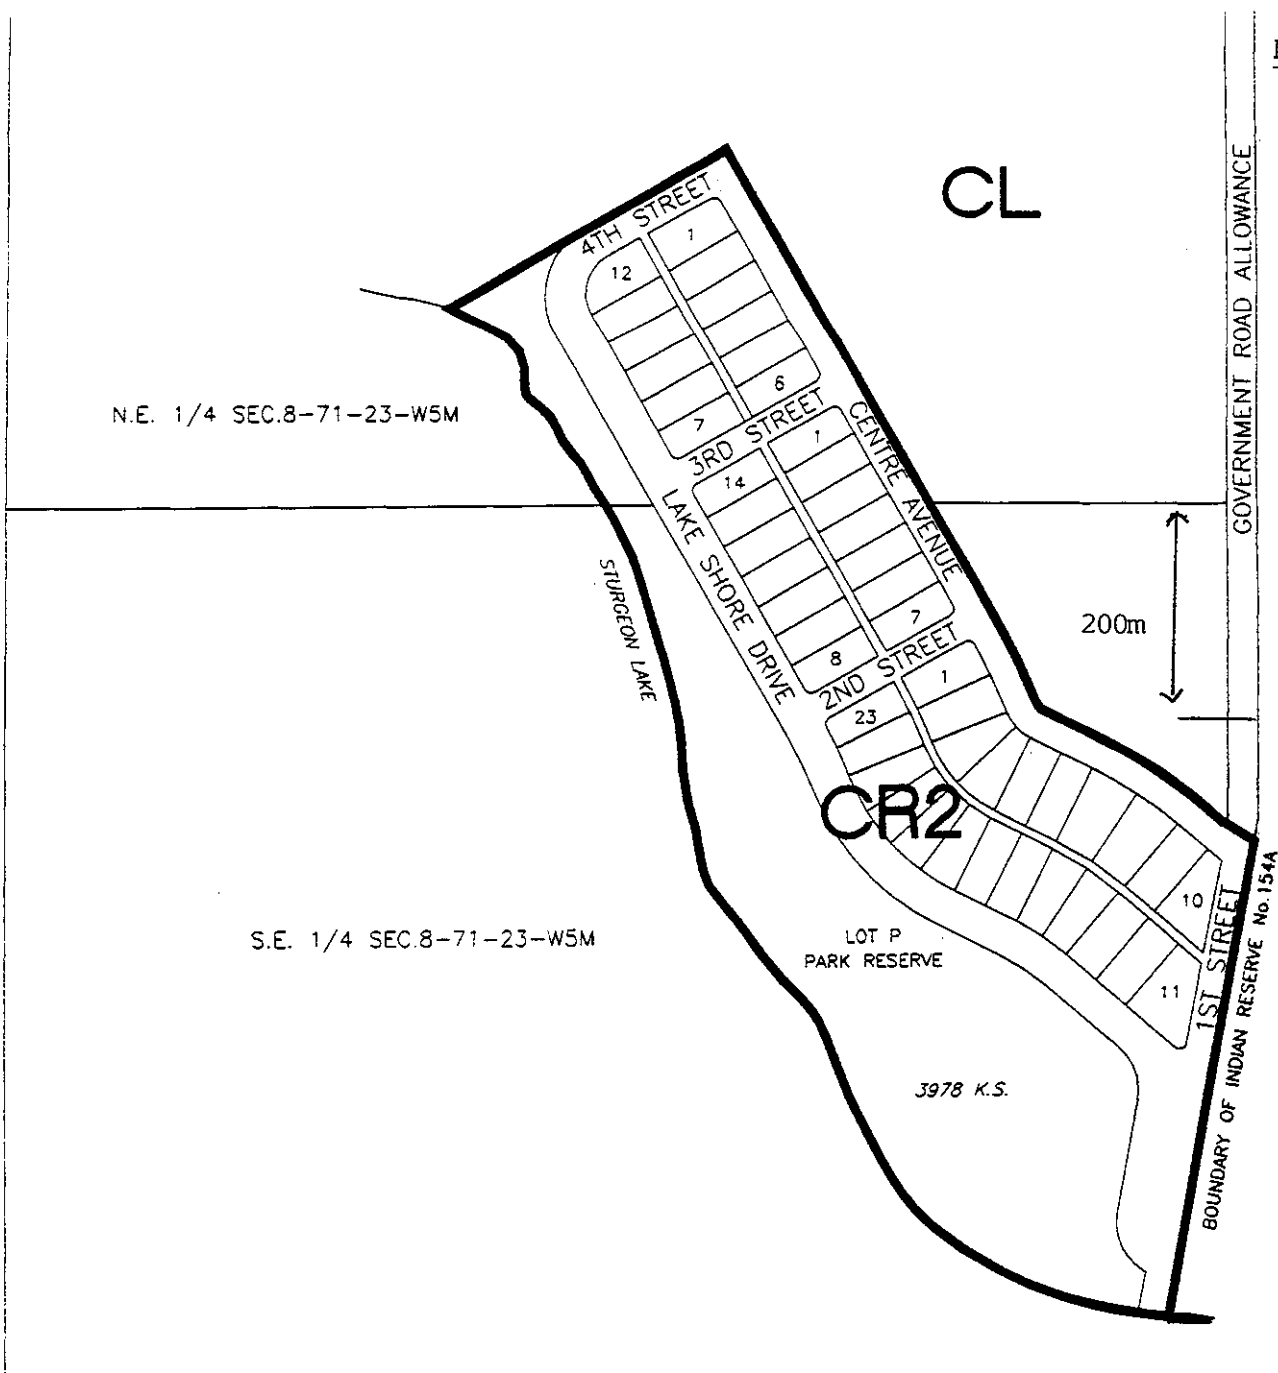 CL
GOVERNMENT ROAD ALLOWANCE
4TH STREET
1
12
6
7
N.E. 1/4 SEC.8-71-23-W5M
3RD STREET
CENTRE AVENUE
1
14
LAKE SHORE DRIVE
STURGEON LAKE
200m
7
8
2ND STREET
1
23
CR2
10
11
1ST STREET
BOUNDARY OF INDIAN RESERVE No.154A
S.E. 1/4 SEC.8-71-23-W5M
LOT P
PARK RESERVE
3978 K.S.